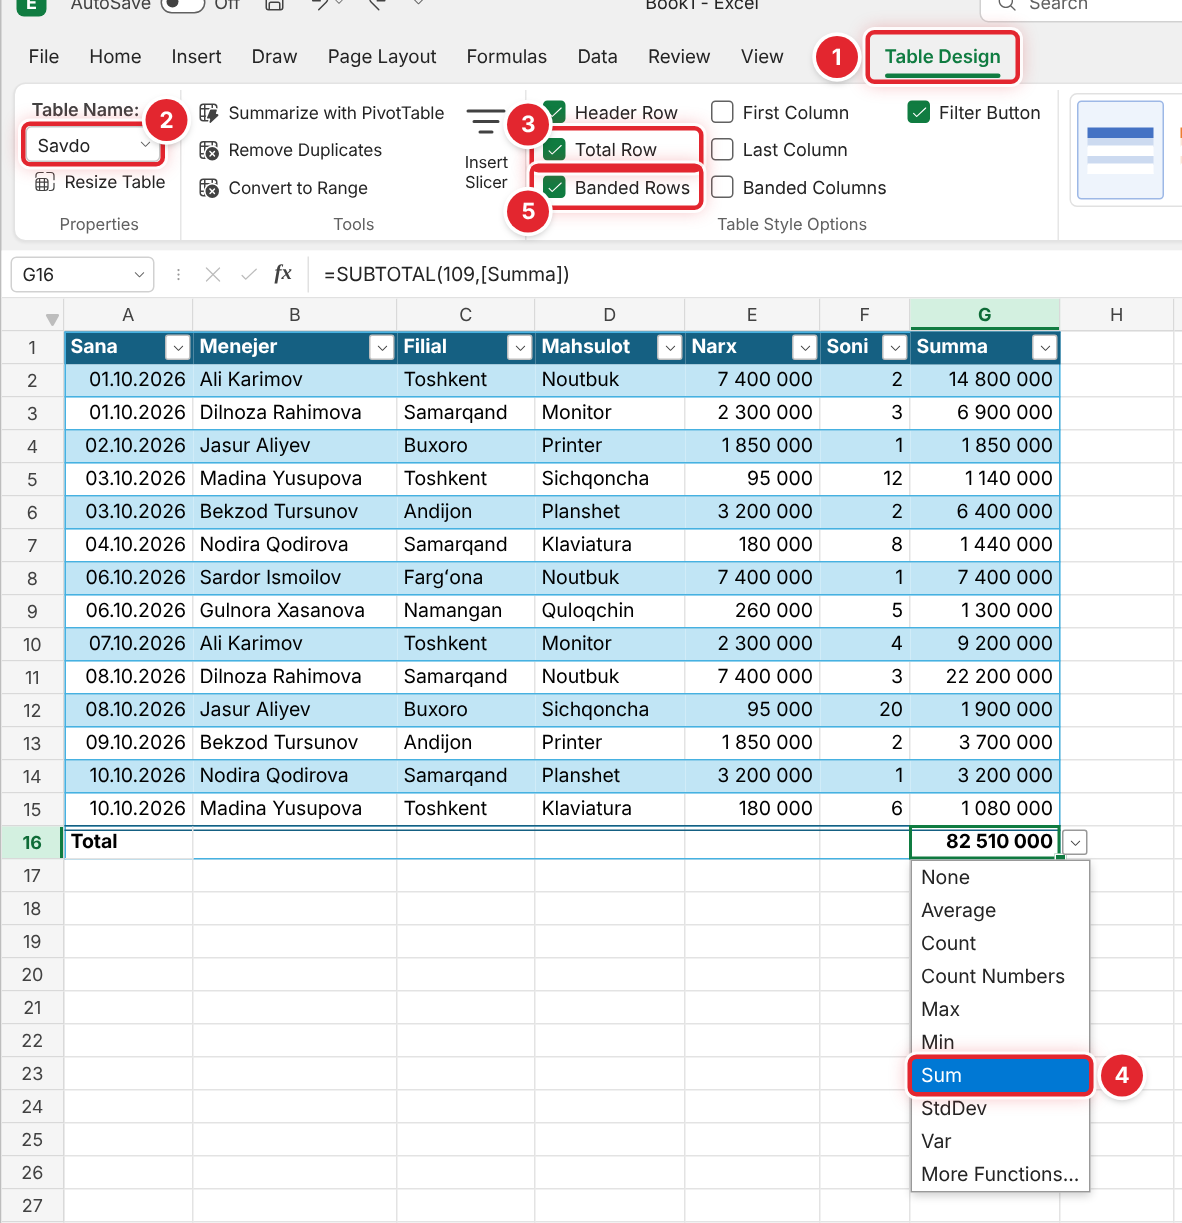 E AutoSave Off Book1 - Excel Search
File Home Insert Draw Page Layout Formulas Data Review View 1 Table Design
Table Name: 2
Savdo
Resize Table
Properties
Summarize with PivotTable
Remove Duplicates
Convert to Range
Tools
Insert
Slicer
3
5
Header Row First Column Filter Button
Total Row Last Column
Banded Rows Banded Columns
Table Style Options
G16 fx =SUBTOTAL(109,[Summa])
A B C D E F G H
1 Sana Menejer Filial Mahsulot Narx Soni Summa
2 01.10.2026 Ali Karimov Toshkent Noutbuk 7 400 000 2 14 800 000
3 01.10.2026 Dilnoza Rahimova Samarqand Monitor 2 300 000 3 6 900 000
4 02.10.2026 Jasur Aliyev Buxoro Printer 1 850 000 1 1 850 000
5 03.10.2026 Madina Yusupova Toshkent Sichqoncha 95 000 12 1 140 000
6 03.10.2026 Bekzod Tursunov Andijon Planshet 3 200 000 2 6 400 000
7 04.10.2026 Nodira Qodirova Samarqand Klaviatura 180 000 8 1 440 000
8 06.10.2026 Sardor Ismoilov Fargʻona Noutbuk 7 400 000 1 7 400 000
9 06.10.2026 Gulnora Xasanova Namangan Quloqchin 260 000 5 1 300 000
10 07.10.2026 Ali Karimov Toshkent Monitor 2 300 000 4 9 200 000
11 08.10.2026 Dilnoza Rahimova Samarqand Noutbuk 7 400 000 3 22 200 000
12 08.10.2026 Jasur Aliyev Buxoro Sichqoncha 95 000 20 1 900 000
13 09.10.2026 Bekzod Tursunov Andijon Printer 1 850 000 2 3 700 000
14 10.10.2026 Nodira Qodirova Samarqand Planshet 3 200 000 1 3 200 000
15 10.10.2026 Madina Yusupova Toshkent Klaviatura 180 000 6 1 080 000
16 Total 82 510 000
17 None
18 Average
19 Count
20 Count Numbers
21 Max
22 Min
23 Sum 4
24 StdDev
25 Var
26 More Functions...
27